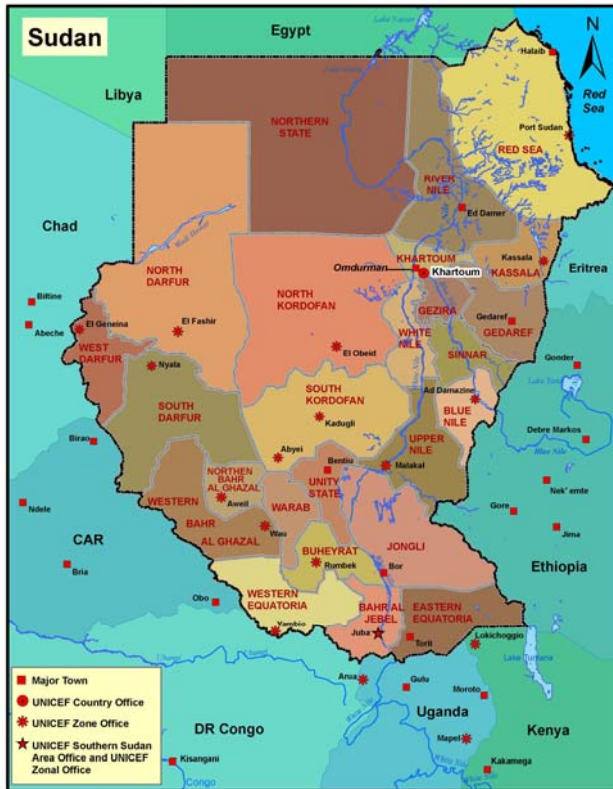 Sudan
Egypt
Lake Nasser
Libya
Halaib
N
Red
Sea
NORTHERN
STATE
Port Sudan
RED SEA
RIVER
NILE
Ed Damer
Chad
Wadi Howar
Omdurman
KHARTOUM
Khartoum
Kassala
KASSALA
Eritrea
NORTH
DARFUR
NORTH
KORDOFAN
GEZIRA
Gedaref
GEDAREF
Biltine
Abeche
El Geneina
El Fashir
WHITE
NILE
WEST
DARFUR
El Obeid
SINNAR
Gonder
Nyala
Lake Tana
SOUTH
DARFUR
SOUTH
KORDOFAN
Ad Damazine
BLUE
NILE
Kadugli
Debre Markos
Birao
Abyei
UPPER
NILE
Blue
Nile
Bentiu
Malakal
NORTHEN
BAHR
AL GHAZAL
UNITY
STATE
Nek' emte
WESTERN
Aweil
WARAB
Ndele
Gore
BAHR
AL GHAZAL
Wau
JONGLI
Jima
CAR
BUHEYRAT
Rumbek
Bor
Ethiopia
Bria
Obo
WESTERN
EQUATORIA
BAHR AL
JEBEL
EASTERN
EQUATORIA
Yambio
Juba
Torit
Lokichoggio
Lake Turkana
Arua
Gulu
Moroto
Uganda
DR Congo
Mapel
Kenya
Kisangani
Congo
White Nile
Kakamega
Major Town
UNICEF Country Office
UNICEF Zone Office
UNICEF Southern Sudan
Area Office and UNICEF
Zonal Office